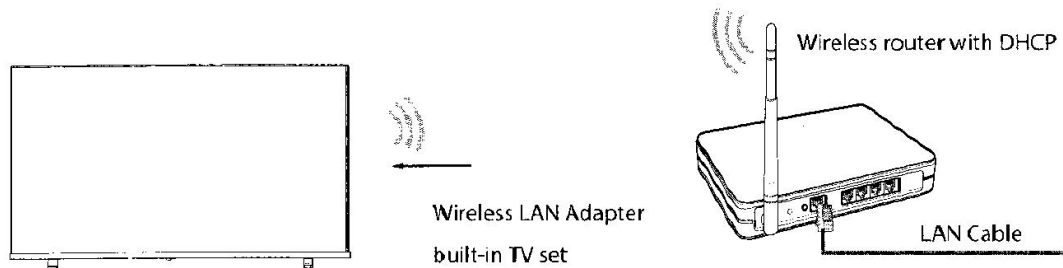 Wireless router with DHCP
Wireless LAN Adapter
built-in TV set
LAN Cable